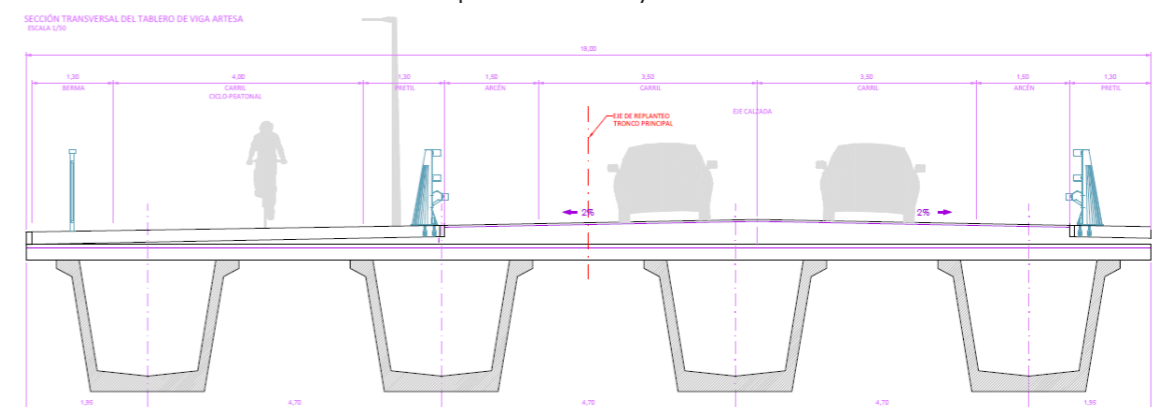 SECCIÓN TRANSVERSAL DEL TABLERO DE VIGA ARTESA
ESCALA 1/50
18,00
1,30 4,00 1,30 1,50 3,50 3,50 1,50 1,30
BERMA CARRIL PRETIL ARCÉN CARRIL CARRIL ARCÉN PRETIL
CICLO-PEATONAL
EJE DE REPLANTEO
TRONCO PRINCIPAL
EJE CALZADA
2% 2%
1,95 4,70 4,70 4,70 1,95